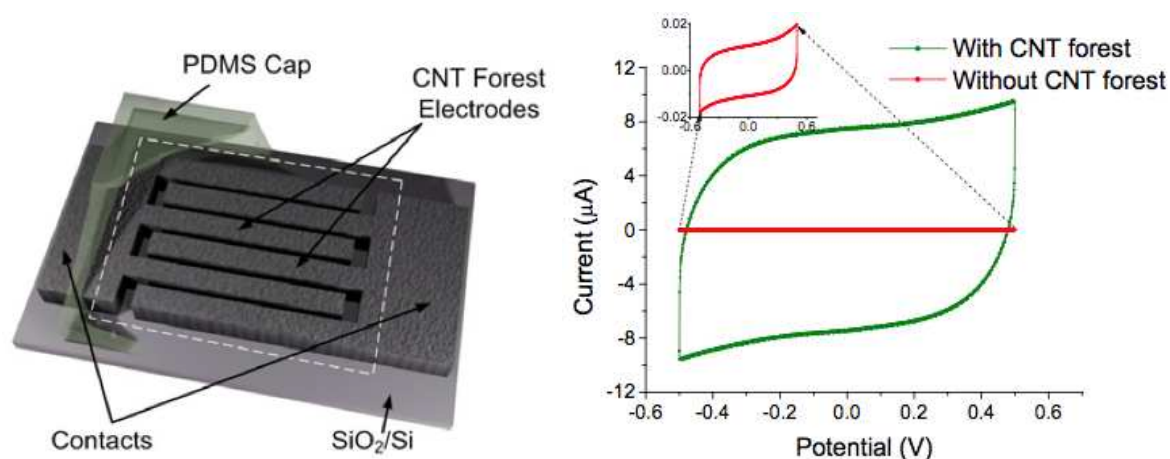 PDMS Cap
CNT Forest
Electrodes
Contacts
SiO₂/Si
With CNT forest
Without CNT forest
0.02
0.00
-0.02
-0.6
0.0
0.6
Current (μA)
12
8
4
0
-4
-8
-12
-0.6
-0.4
-0.2
0.0
0.2
0.4
0.6
Potential (V)